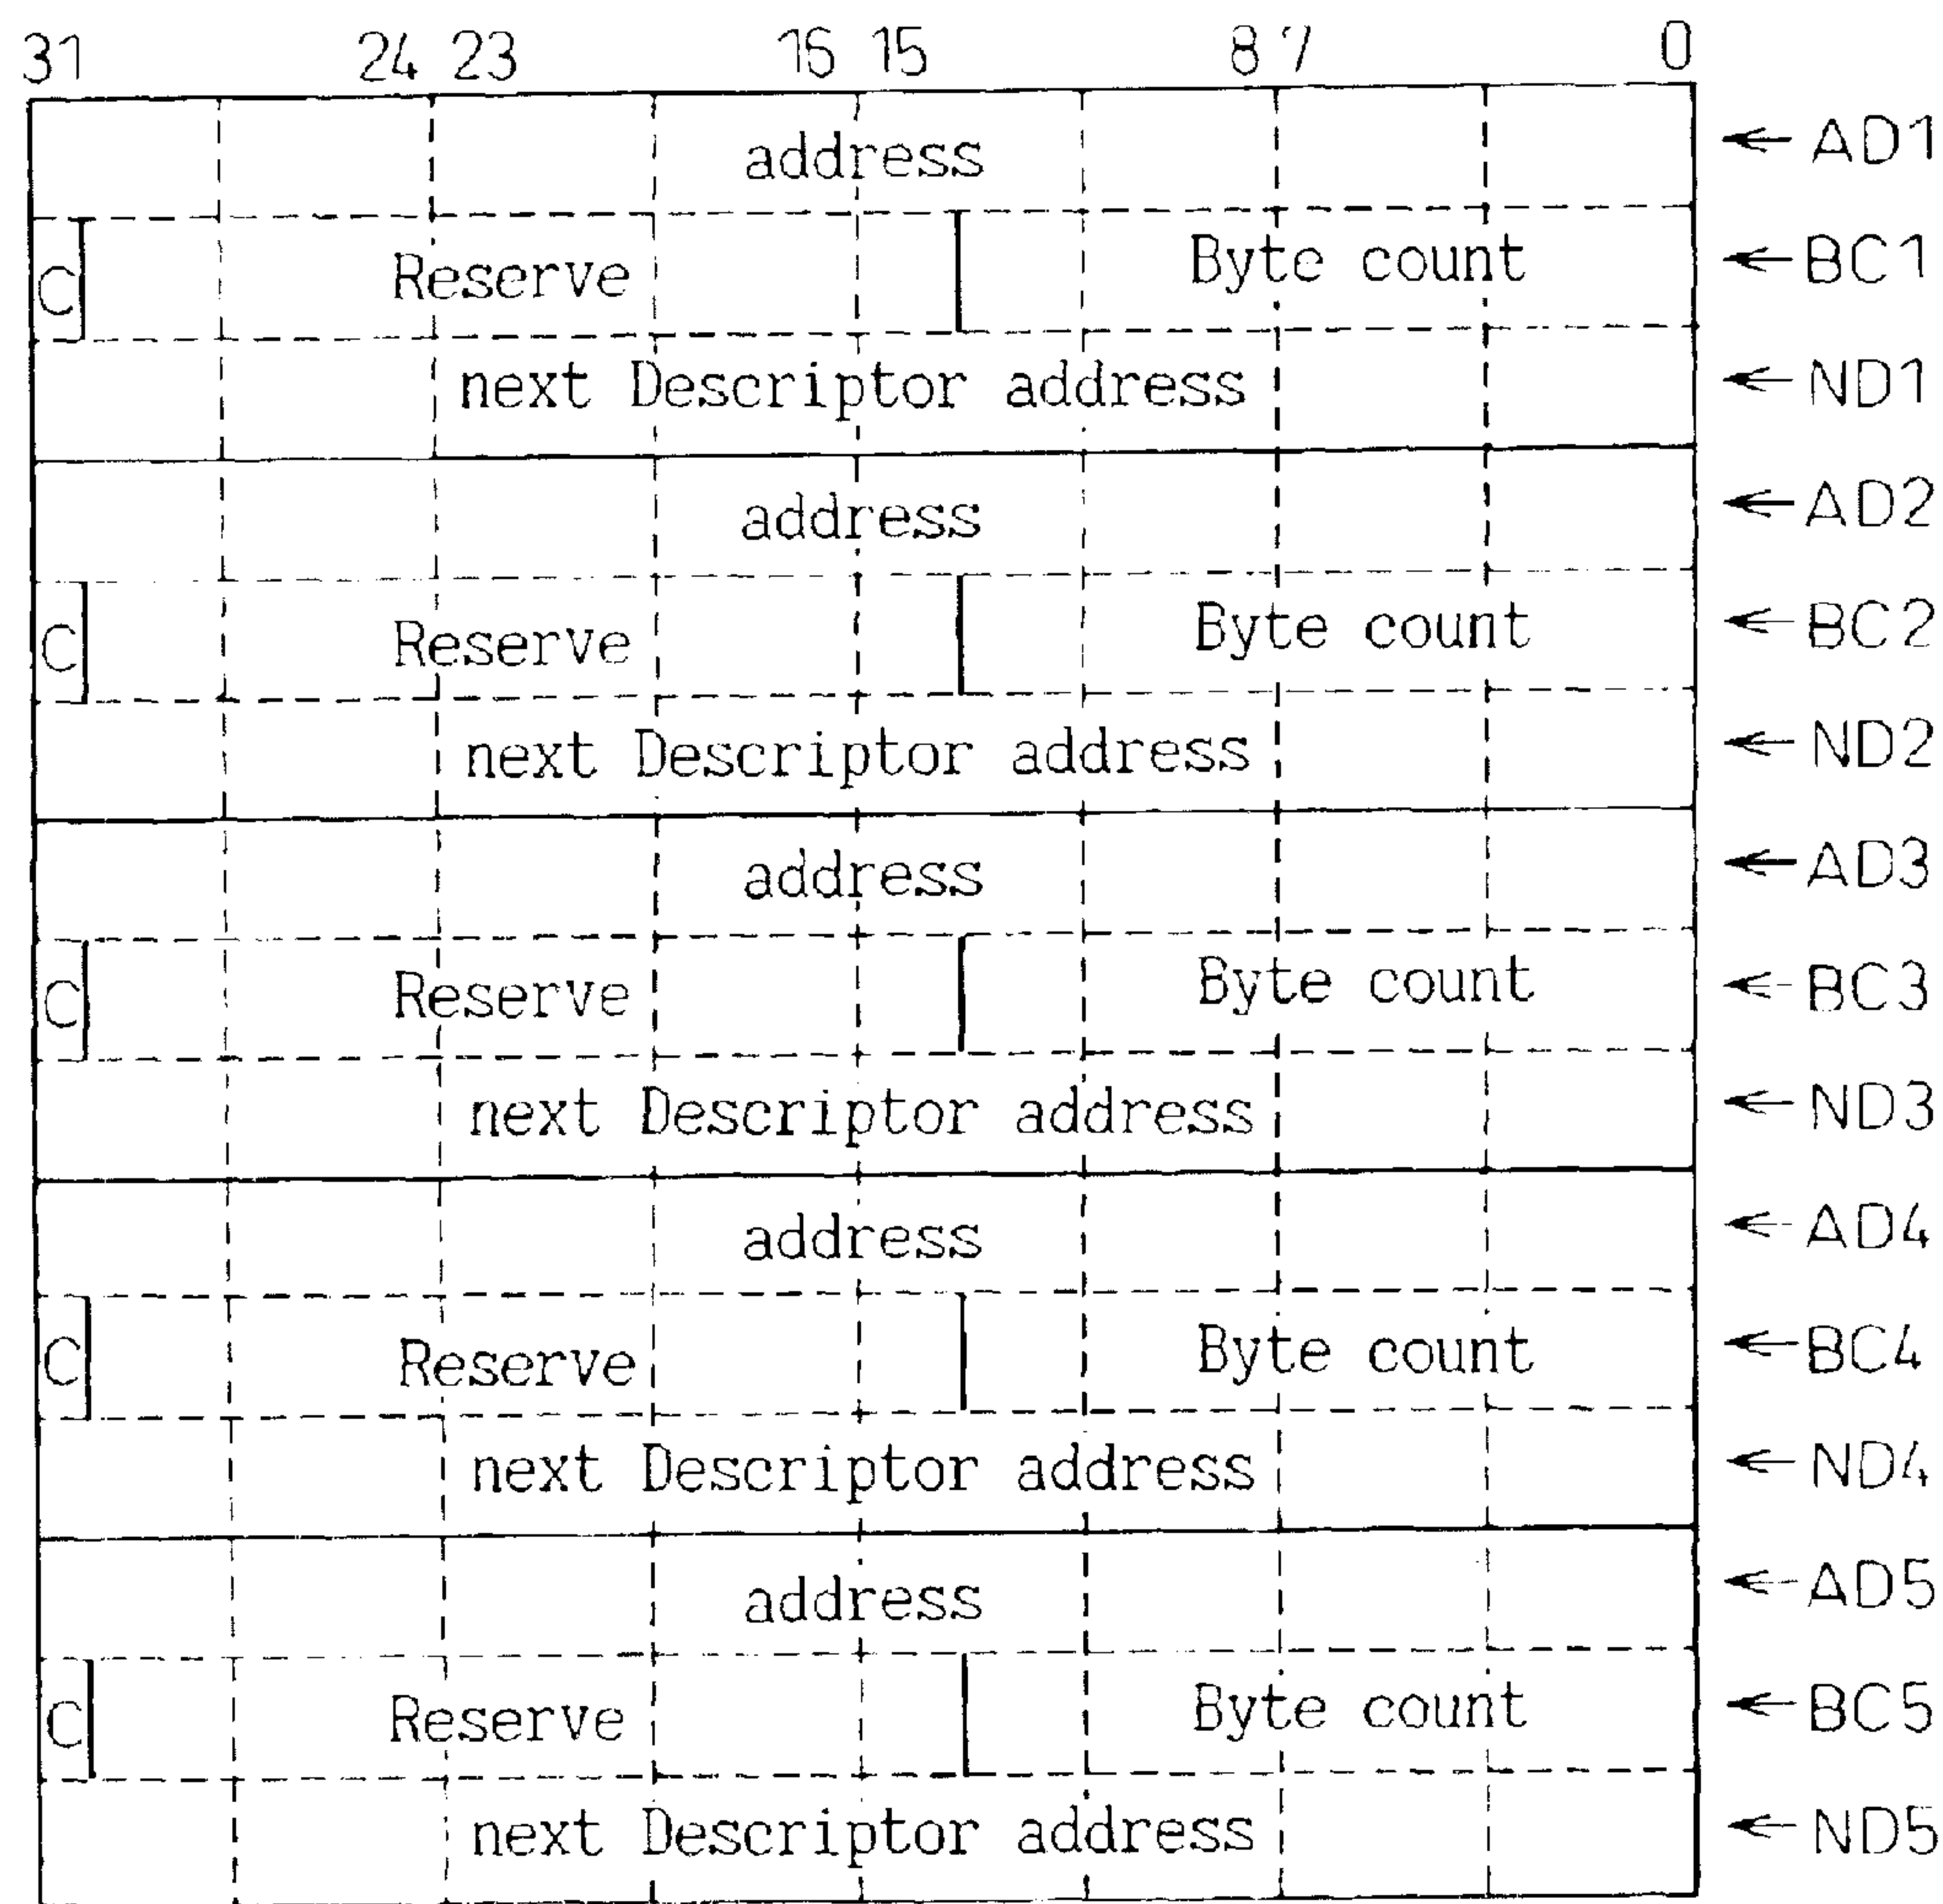 31 24 23 16 15 8 7 0
address ← AD1
C Reserve Byte count ← BC1
next Descriptor address ← ND1
address ← AD2
C Reserve Byte count ← BC2
next Descriptor address ← ND2
address ← AD3
C Reserve Byte count ← BC3
next Descriptor address ← ND3
address ← AD4
C Reserve Byte count ← BC4
next Descriptor address ← ND4
address ← AD5
C Reserve Byte count ← BC5
next Descriptor address ← ND5